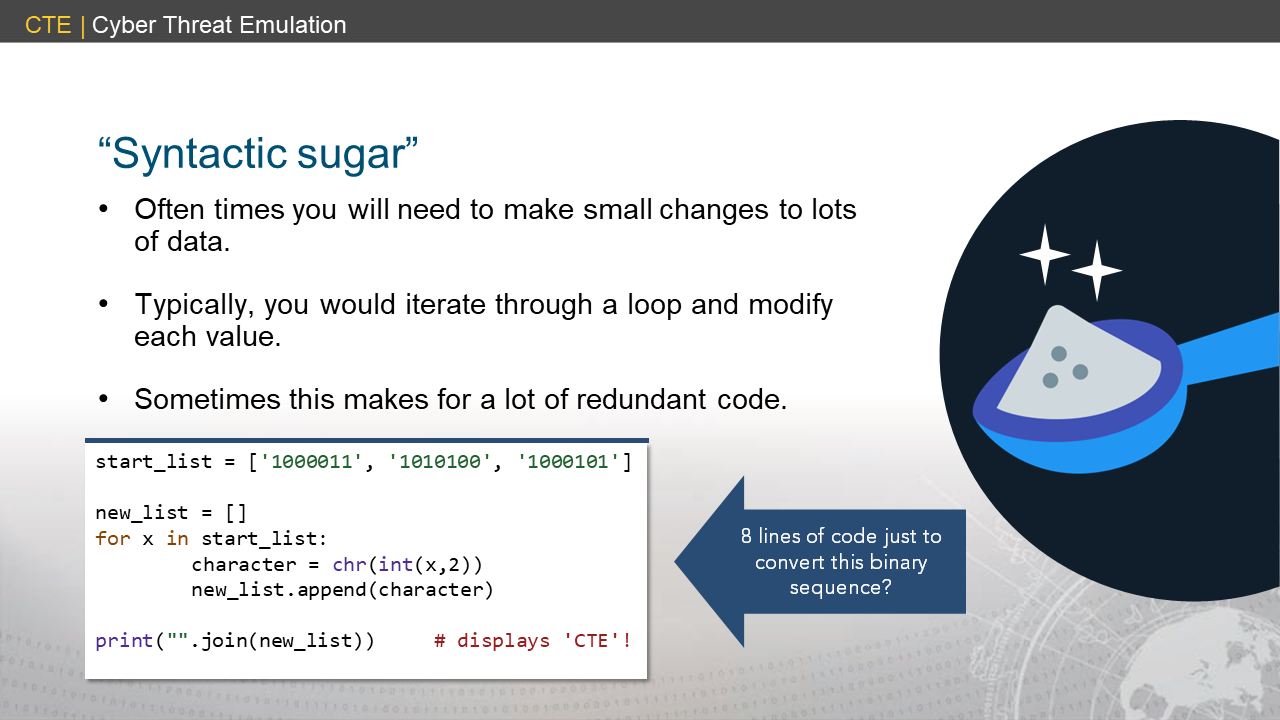 CTE | Cyber Threat Emulation
“Syntactic sugar”
• Often times you will need to make small changes to lots
of data.
• Typically, you would iterate through a loop and modify
each value.
• Sometimes this makes for a lot of redundant code.
start_list = ['1000011', '1010100', '1000101']
new_list = []
for x in start_list:
        character = chr(int(x,2))
        new_list.append(character)
print("".join(new_list))     # displays 'CTE'!
8 lines of code just to
convert this binary
sequence?